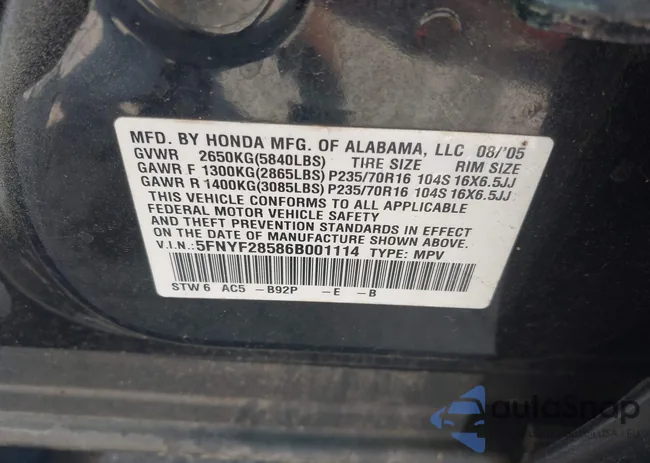 MFD. BY HONDA MFG. OF ALABAMA, LLC 08/'05
GVWR 2650KG(5840LBS) TIRE SIZE RIM SIZE
GAWR F 1300KG(2865LBS) P235/70R16 104S 16X6.5JJ
GAWR R 1400KG(3085LBS) P235/70R16 104S 16X6.5JJ
THIS VEHICLE CONFORMS TO ALL APPLICABLE
FEDERAL MOTOR VEHICLE SAFETY
AND THEFT PREVENTION STANDARDS IN EFFECT
ON THE DATE OF MANUFACTURE SHOWN ABOVE.
V.I.N.: 5FNYF28586B001114 TYPE: MPV
STW 6 AC5 -B92P -E -B
aulaSnap